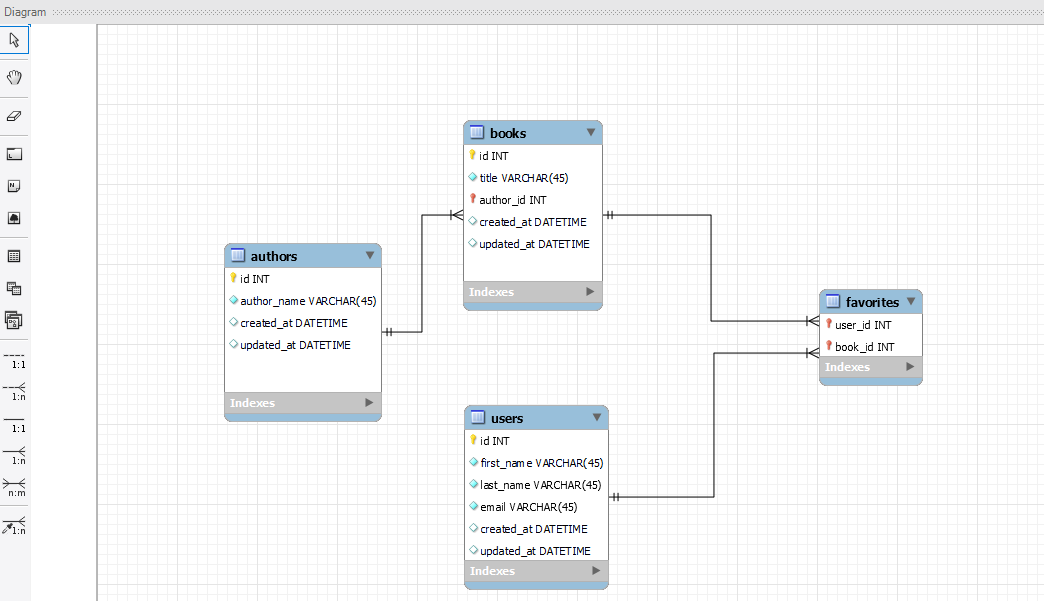 Diagram
books
id INT
title VARCHAR(45)
author_id INT
created_at DATETIME
updated_at DATETIME
Indexes
authors
id INT
author_name VARCHAR(45)
created_at DATETIME
updated_at DATETIME
Indexes
favorites
user_id INT
book_id INT
Indexes
users
id INT
first_name VARCHAR(45)
last_name VARCHAR(45)
email VARCHAR(45)
created_at DATETIME
updated_at DATETIME
Indexes
1:1
1:n
1:1
1:n
n:m
1:n